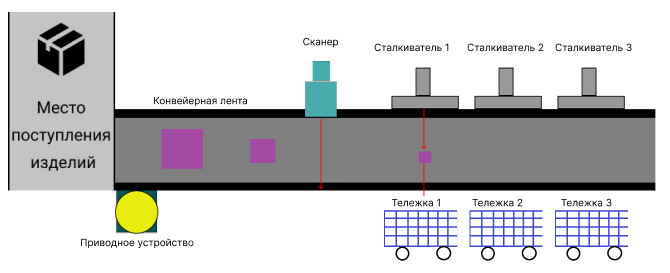 Место
поступления
изделий
Конвейерная лента
Сканер
Сталкиватель 1
Сталкиватель 2
Сталкиватель 3
Тележка 1
Тележка 2
Тележка 3
Приводное устройство